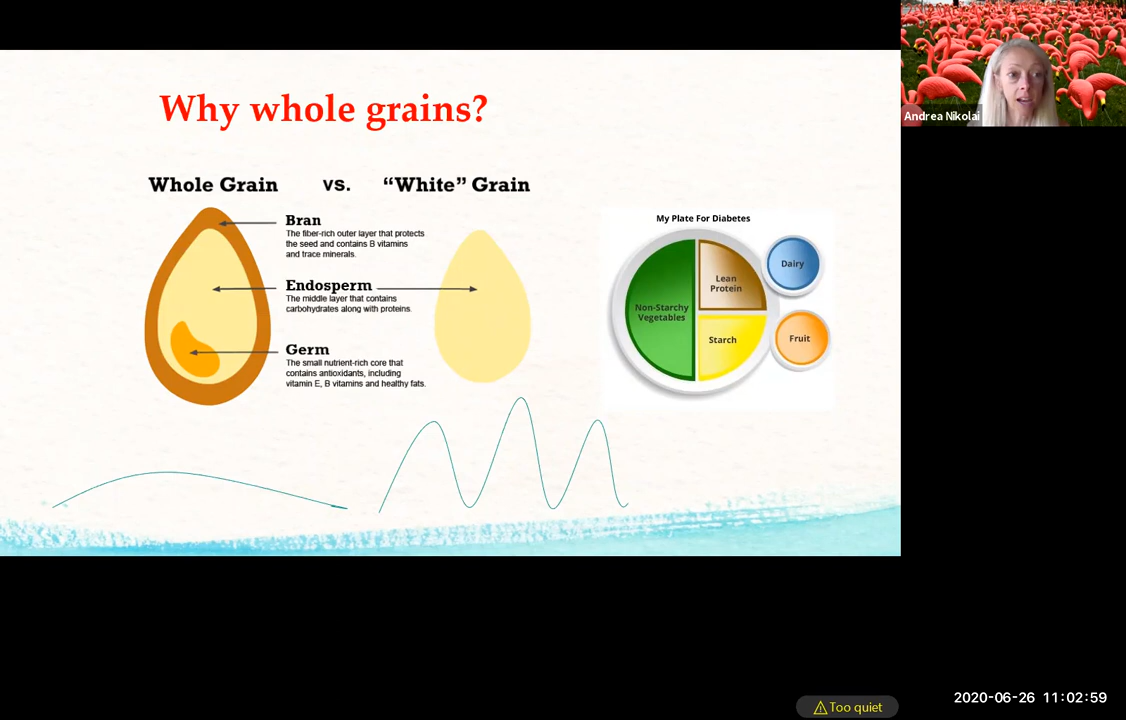 Why whole grains?
Whole Grain vs. “White” Grain
Bran
The fiber-rich outer layer that protects
the seed and contains B vitamins
and trace minerals.
Endosperm
The middle layer that contains
carbohydrates along with proteins.
Germ
The small nutrient-rich core that
contains antioxidants, including
vitamin E, B vitamins and healthy fats.
My Plate For Diabetes
Non-Starchy
Vegetables
Lean
Protein
Starch
Dairy
Fruit
Andrea Nikolai
Too quiet
2020-06-26 11:02:59